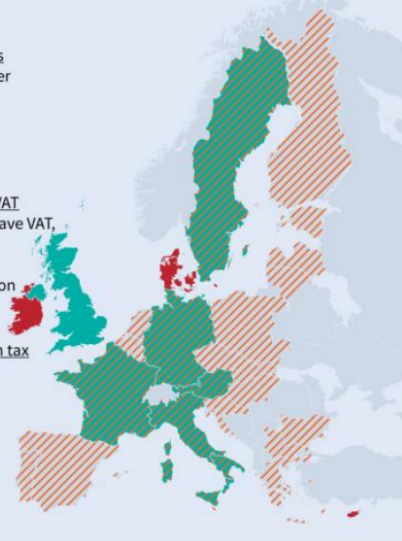 s
er
VAT
ave VAT,
on
n tax